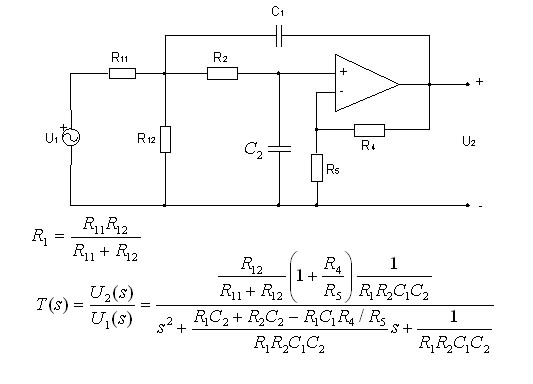 C1
R11
R2
+
-
+
U1
R12
C2
R4
U2
R5
+
-
R1 = R11R12 / (R11 + R12)
T(s) = U2(s) / U1(s) = (R12 / (R11 + R12) (1 + R4 / R5) 1 / (R1R2C1C2)) / (s^2 + (R1C2 + R2C2 − R1C1R4 / R5) / (R1R2C1C2) s + 1 / (R1R2C1C2))